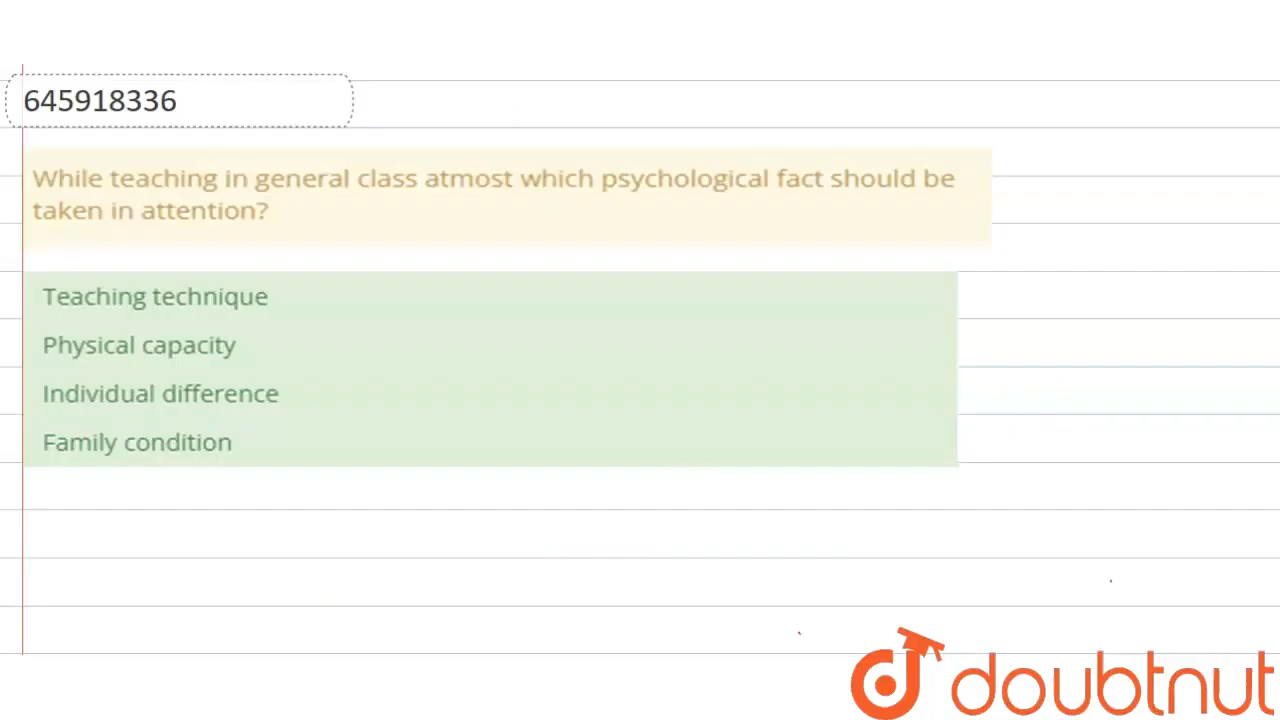 645918336
While teaching in general class atmost which psychological fact should be
taken in attention?
Teaching technique
Physical capacity
Individual difference
Family condition
doubtnut